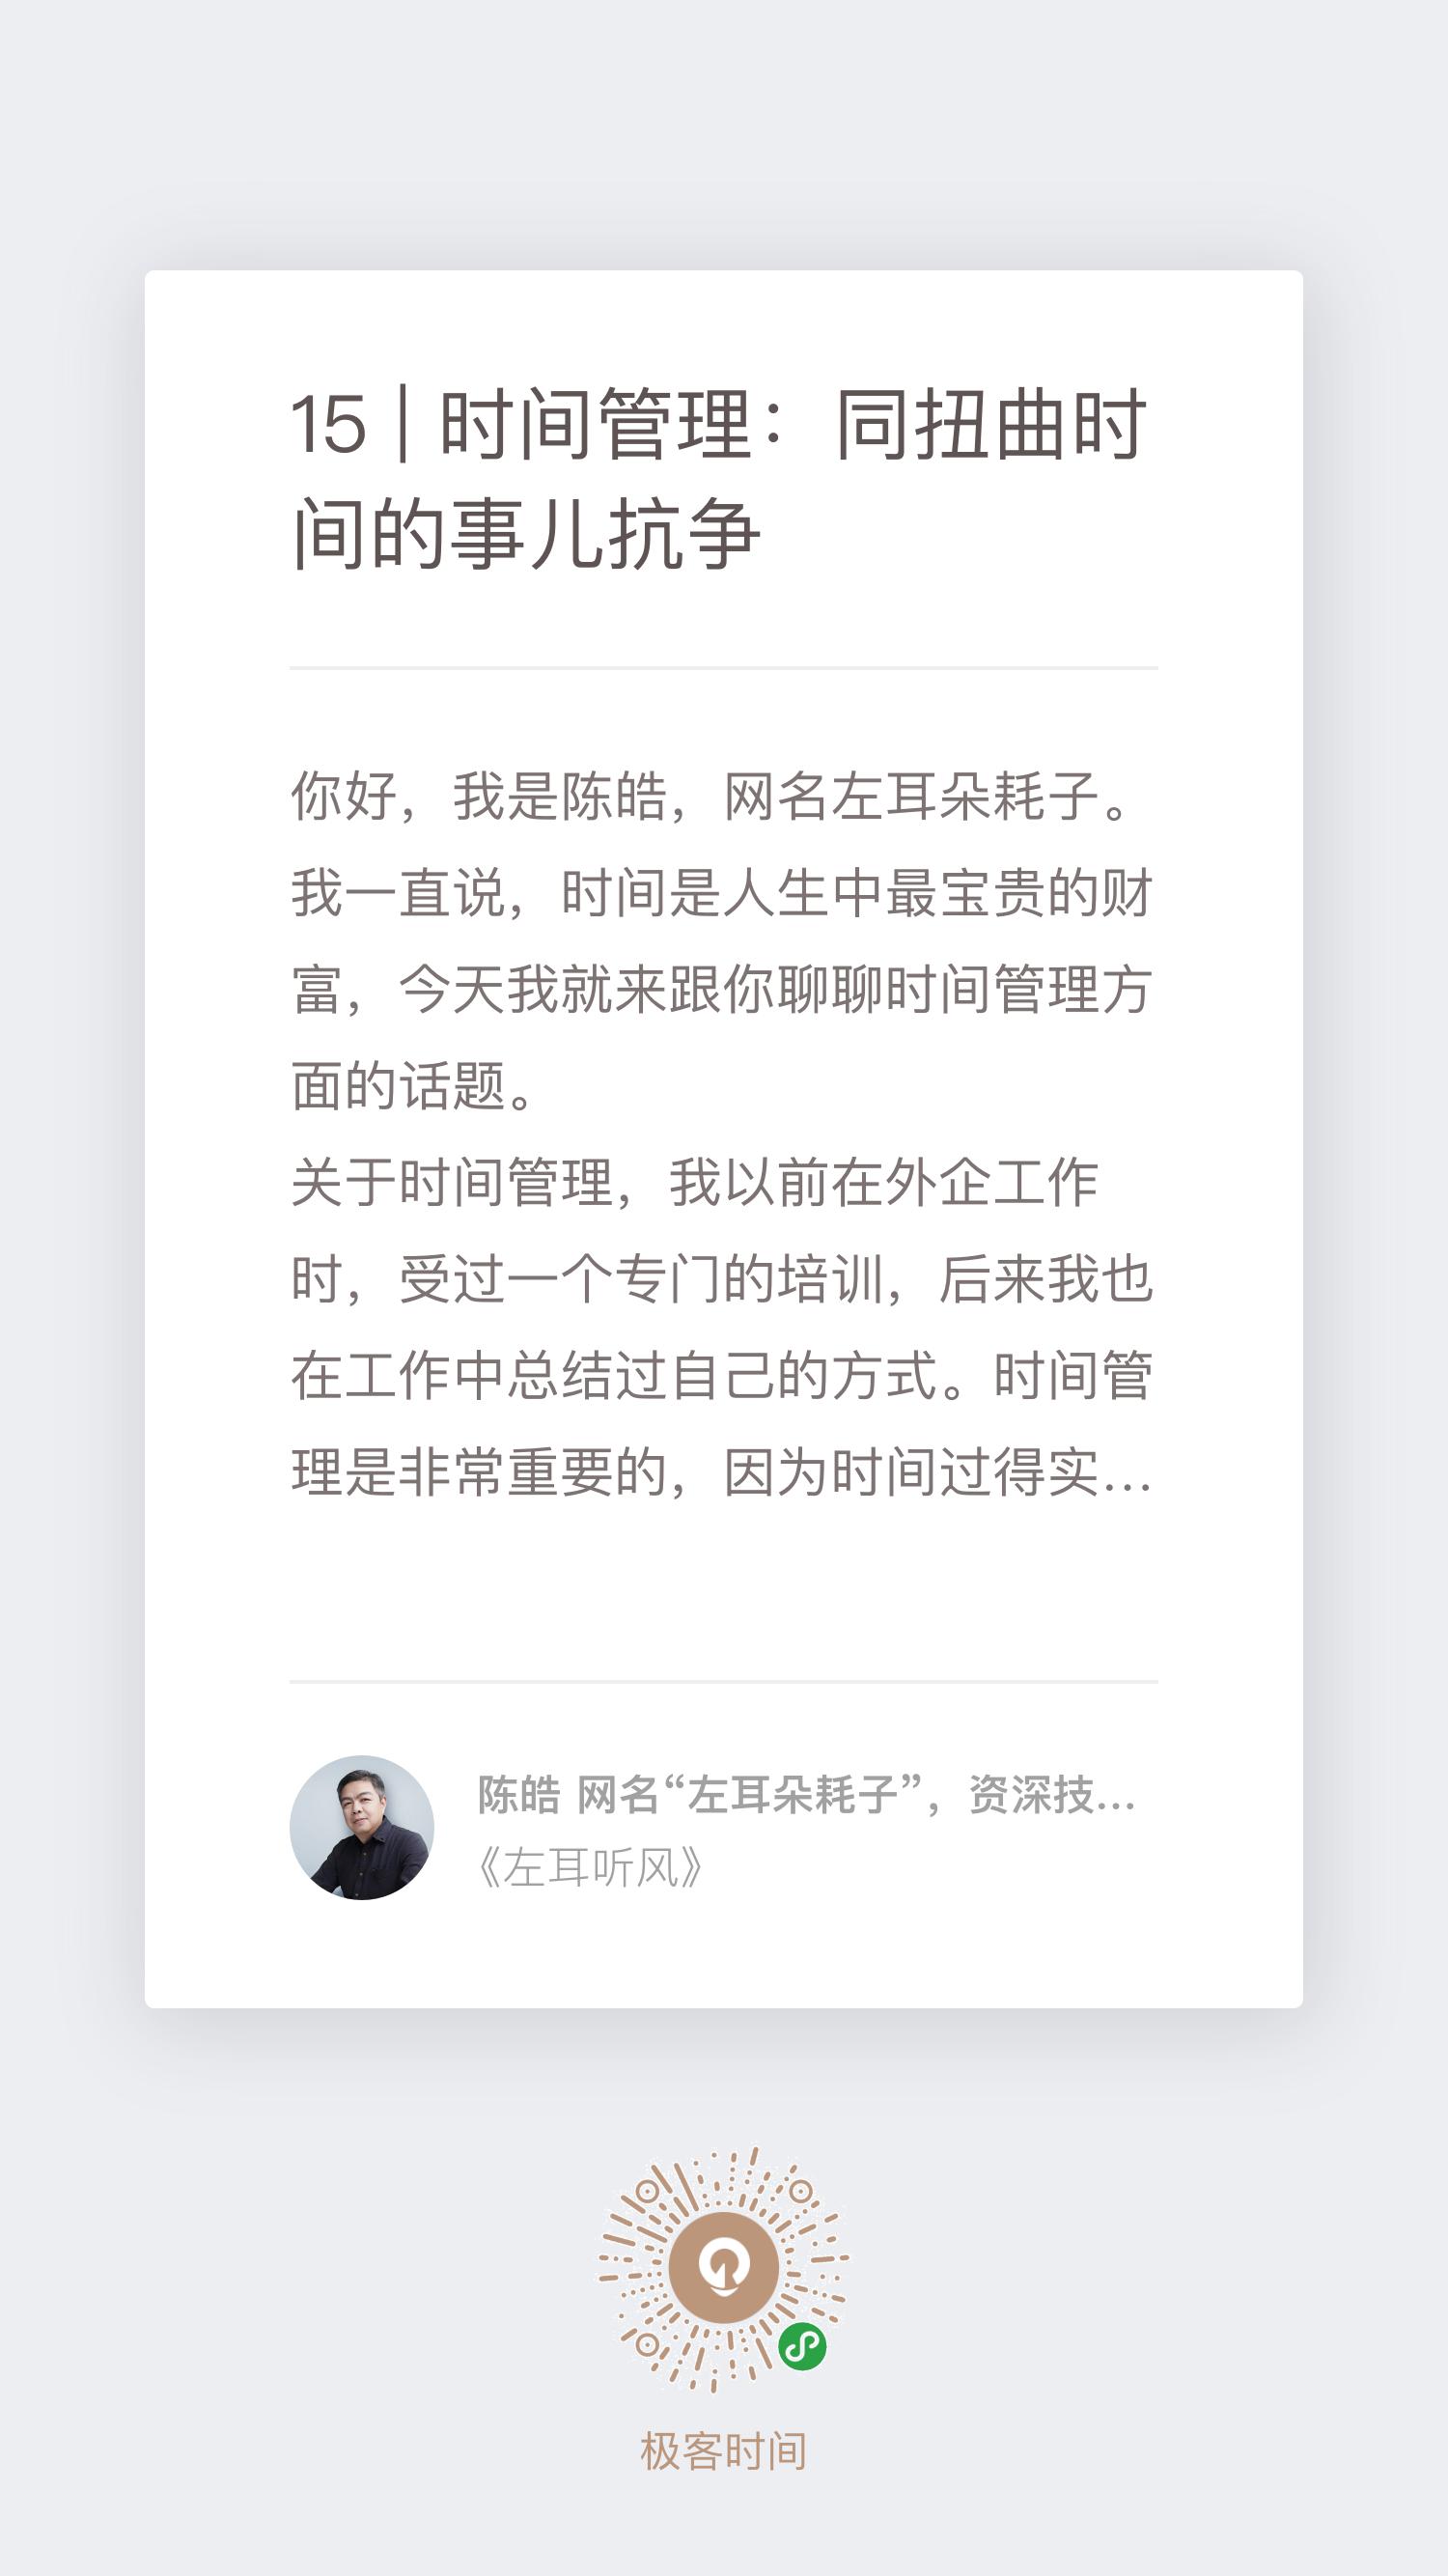 15 | 时间管理：同扭曲时
间的事儿抗争
你好，我是陈皓，网名左耳朵耗子。
我一直说，时间是人生中最宝贵的财
富，今天我就来跟你聊聊时间管理方
面的话题。
关于时间管理，我以前在外企工作
时，受过一个专门的培训，后来我也
在工作中总结过自己的方式。时间管
理是非常重要的，因为时间过得实...
陈皓 网名“左耳朵耗子”，资深技...
《左耳听风》
极客时间